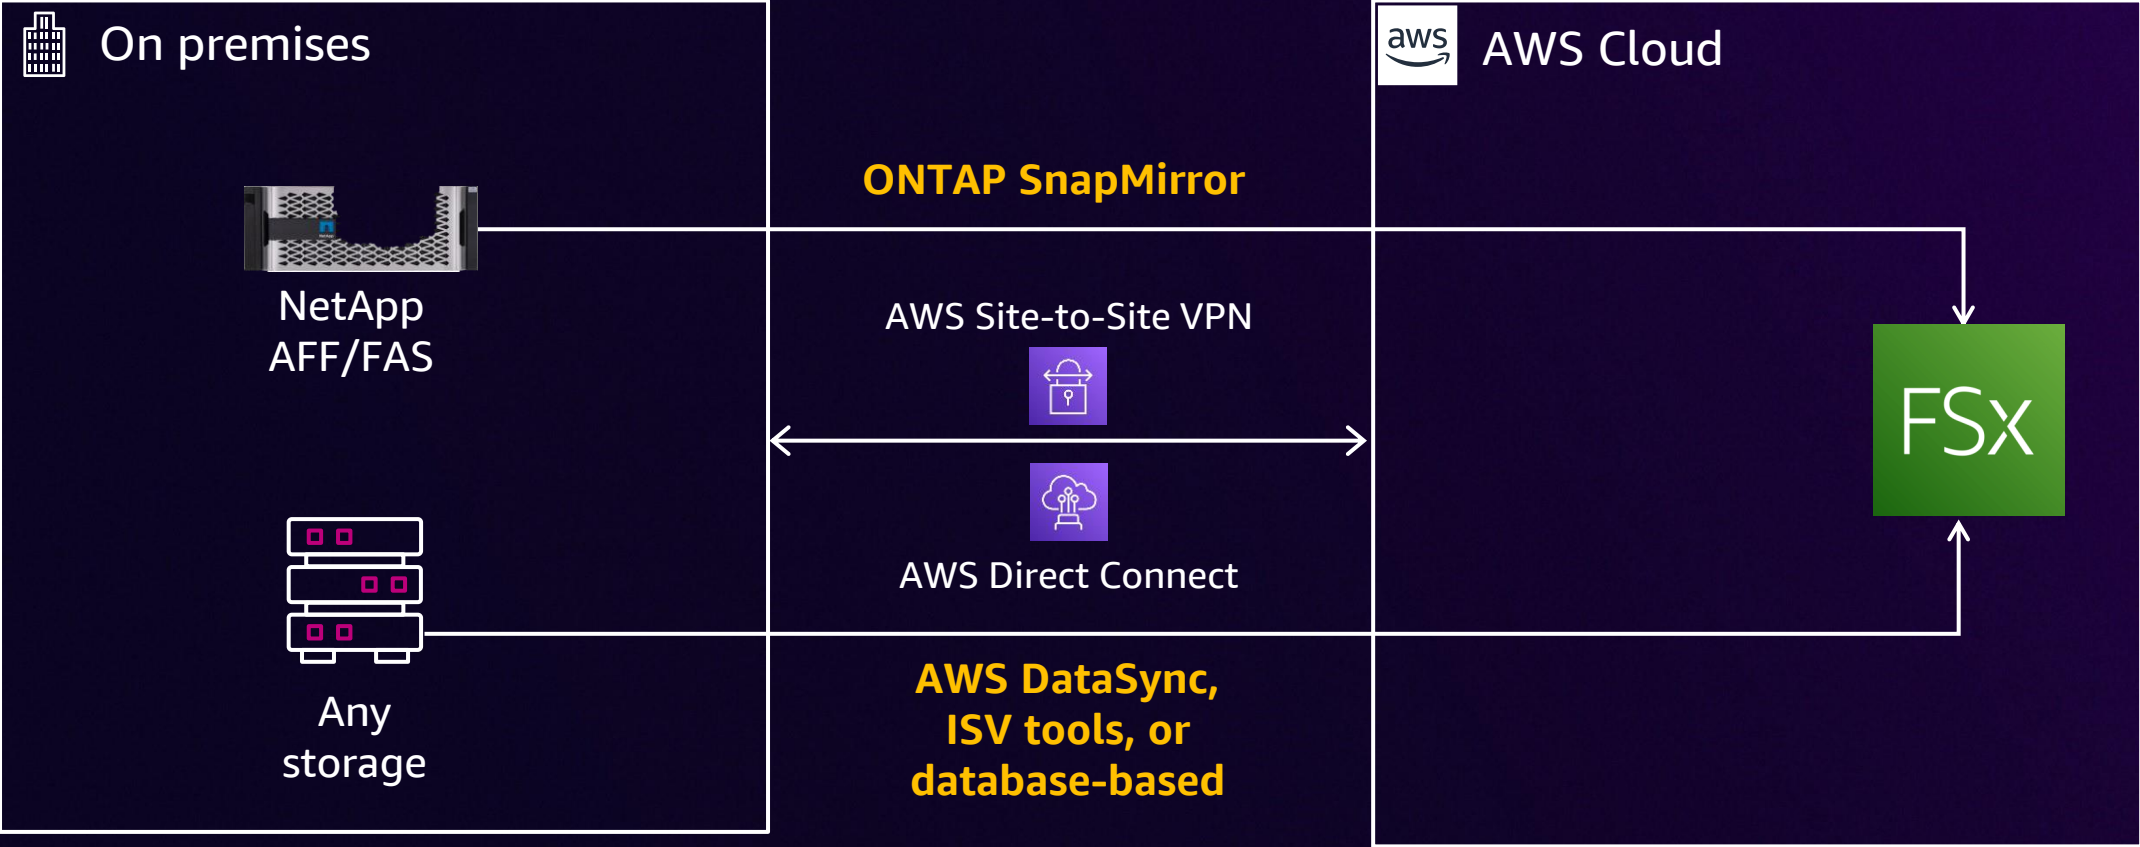 On premises
aws
AWS Cloud
ONTAP SnapMirror
NetApp
NetApp
AFF/FAS
AWS Site-to-Site VPN
FSx
AWS Direct Connect
Any
storage
AWS DataSync,
ISV tools, or
database-based